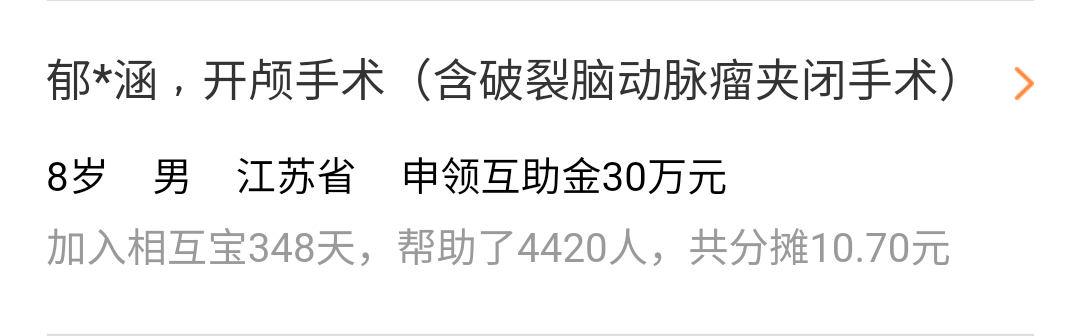 郁*涵，开颅手术（含破裂脑动脉瘤夹闭手术）
8岁 男 江苏省 申领互助金30万元
加入相互宝348天，帮助了4420人，共分摊10.70元